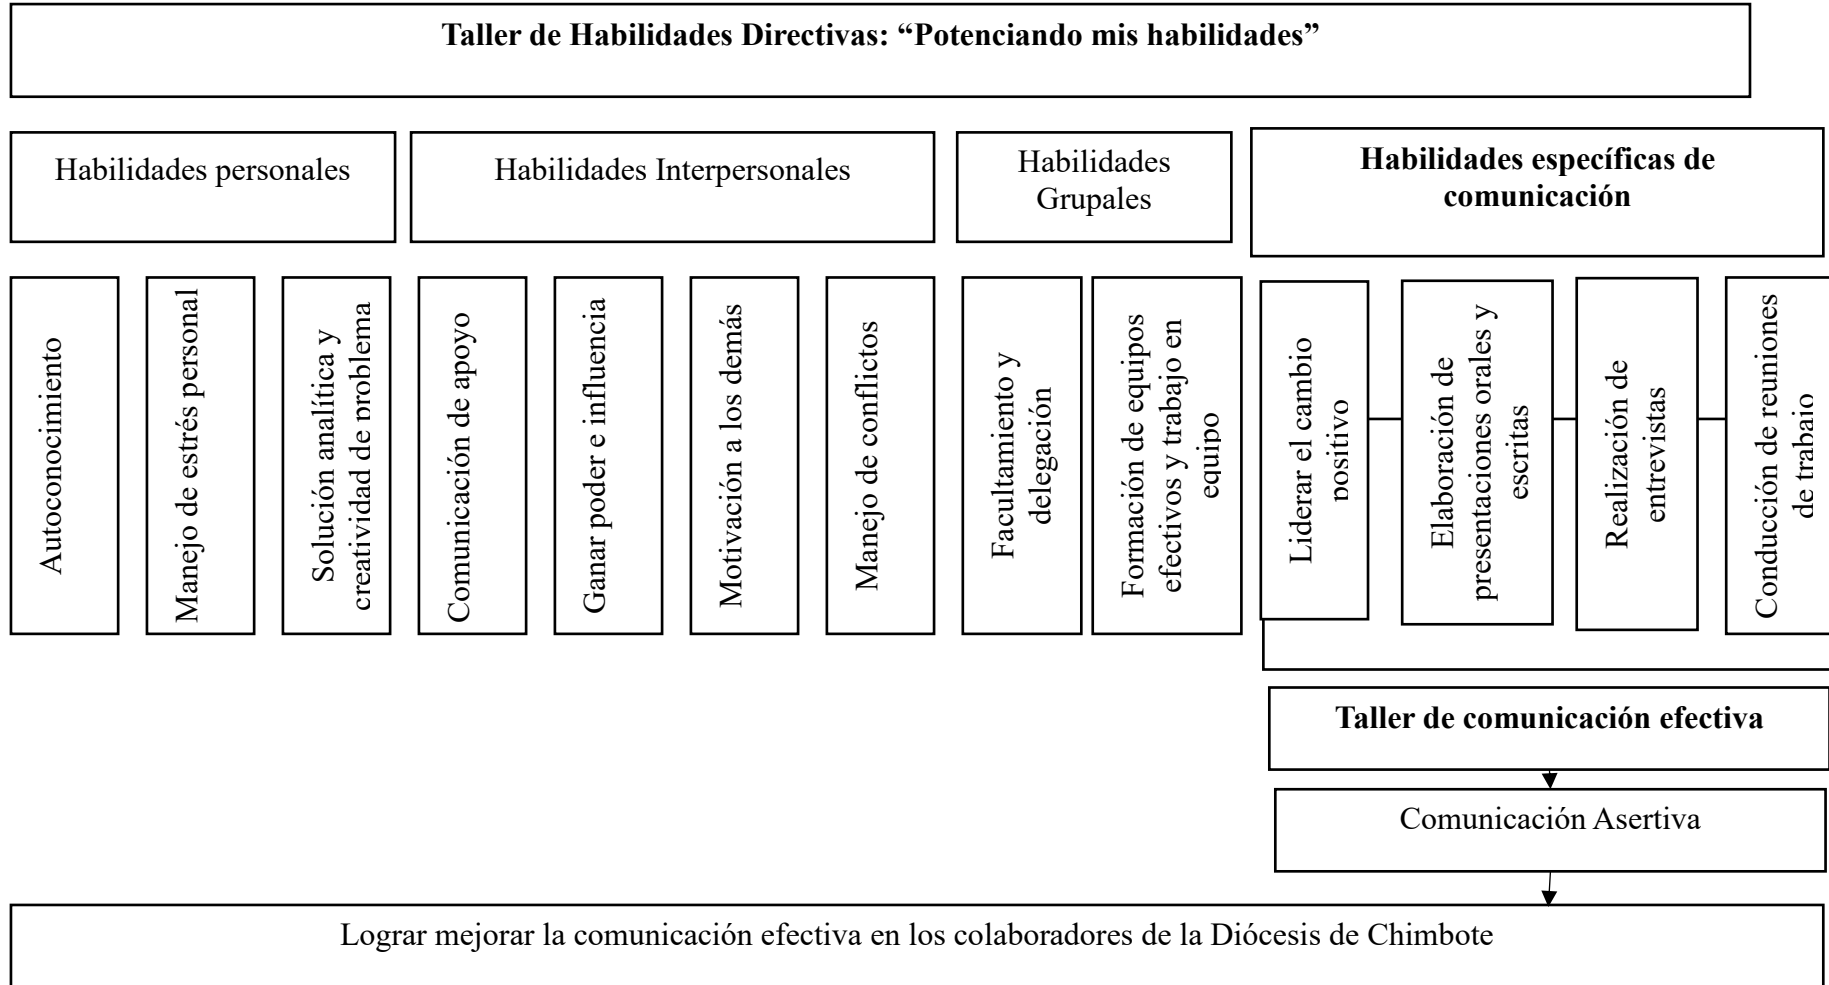 Taller de Habilidades Directivas: “Potenciando mis habilidades”
Habilidades personales
Habilidades Interpersonales
Habilidades
Grupales
Habilidades específicas de
comunicación
Autoconocimiento
Manejo de estrés personal
Solución analítica y
creatividad de problema
Comunicación de apoyo
Ganar poder e influencia
Motivación a los demás
Manejo de conflictos
Facultamiento y
delegación
Formación de equipos
efectivos y trabajo en
equipo
Liderar el cambio
positivo
Elaboración de
presentaciones orales y
escritas
Realización de
entrevistas
Conducción de reuniones
de trabajo
Taller de comunicación efectiva
Comunicación Asertiva
Lograr mejorar la comunicación efectiva en los colaboradores de la Diócesis de Chimbote